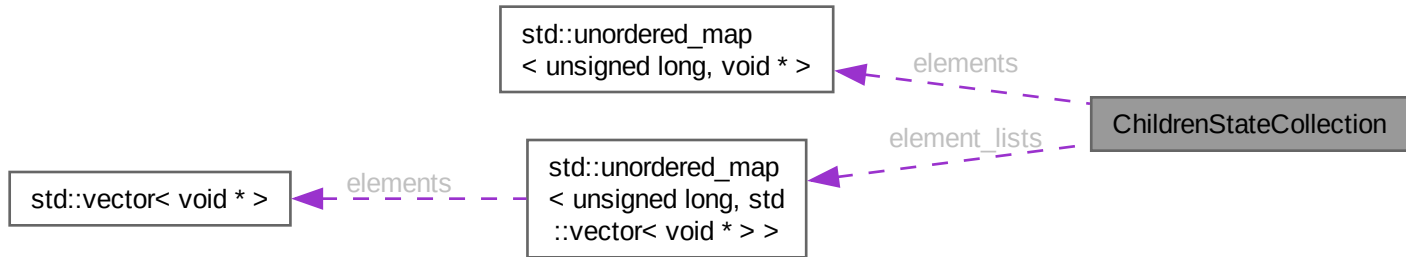 std::unordered_map
< unsigned long, void * >
elements
ChildrenStateCollection
element_lists
std::unordered_map
< unsigned long, std
::vector< void * > >
elements
std::vector< void * >